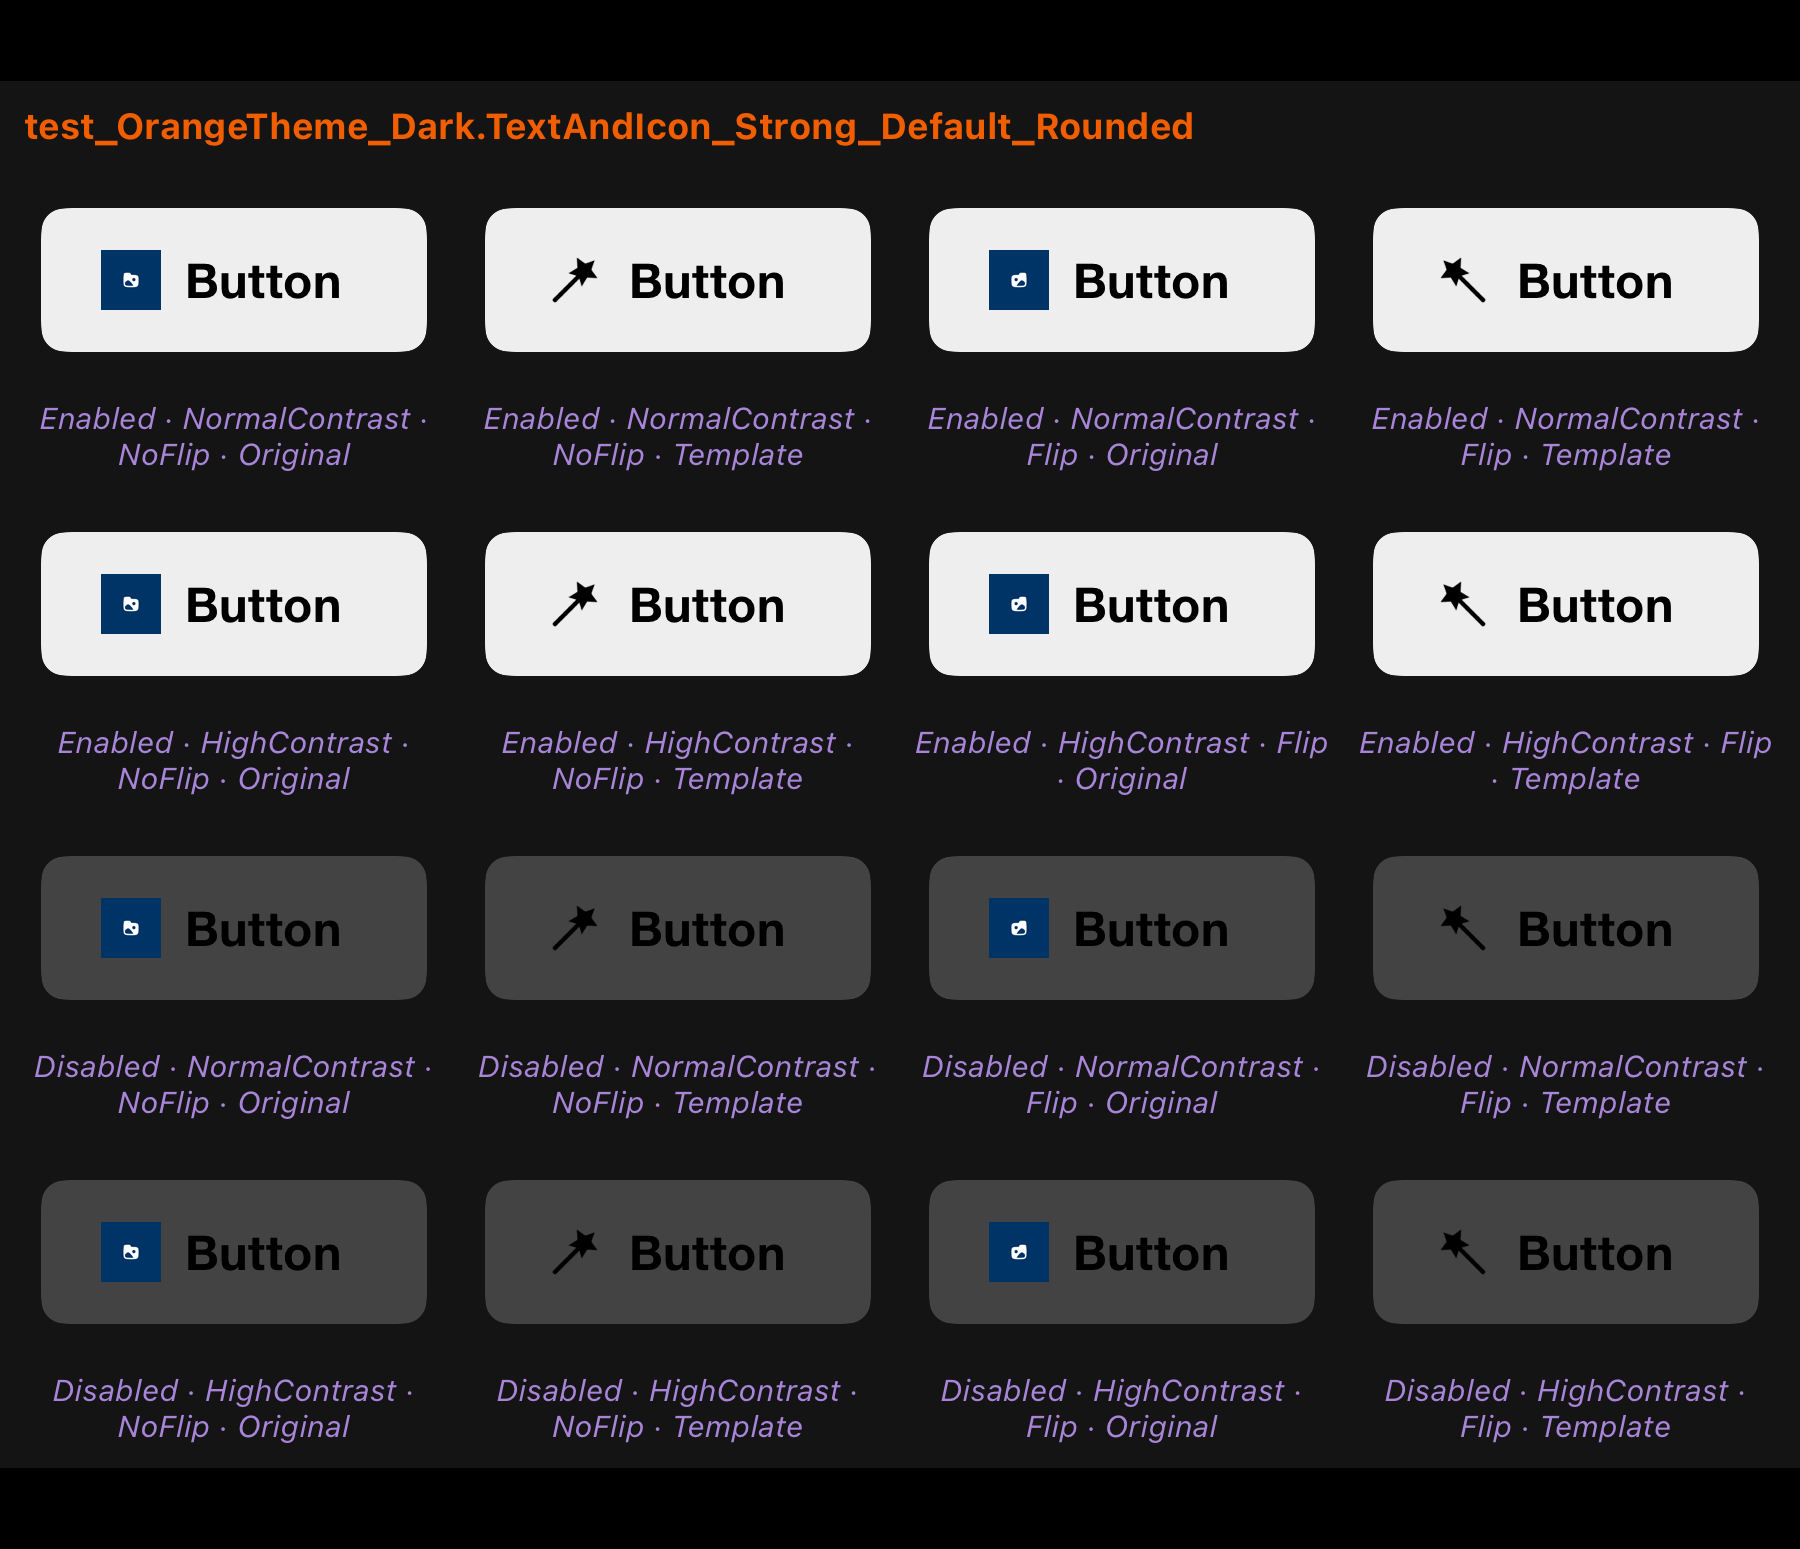 test_OrangeTheme_Dark.TextAndIcon_Strong_Default_Rounded
Button
Button
Button
Button
Enabled · NormalContrast ·
NoFlip · Original
Enabled · NormalContrast ·
NoFlip · Template
Enabled · NormalContrast ·
Flip · Original
Enabled · NormalContrast ·
Flip · Template
Button
Button
Button
Button
Enabled · HighContrast ·
NoFlip · Original
Enabled · HighContrast ·
NoFlip · Template
Enabled · HighContrast · Flip
· Original
Enabled · HighContrast · Flip
· Template
Button
Button
Button
Button
Disabled · NormalContrast ·
NoFlip · Original
Disabled · NormalContrast ·
NoFlip · Template
Disabled · NormalContrast ·
Flip · Original
Disabled · NormalContrast ·
Flip · Template
Button
Button
Button
Button
Disabled · HighContrast ·
NoFlip · Original
Disabled · HighContrast ·
NoFlip · Template
Disabled · HighContrast ·
Flip · Original
Disabled · HighContrast ·
Flip · Template